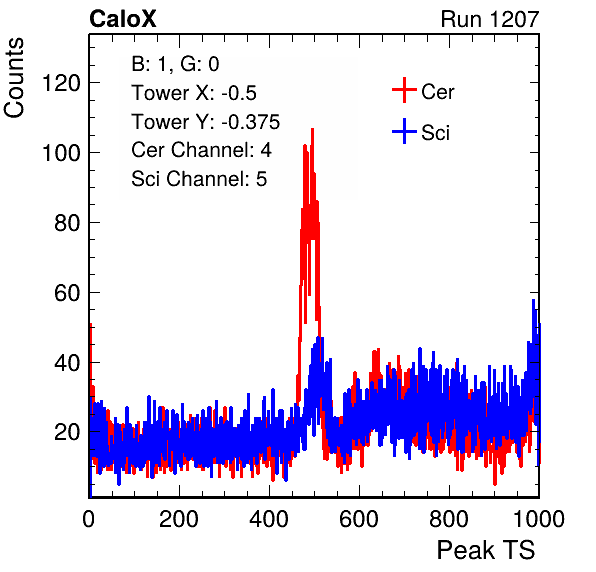 CaloX Run 1207
Counts
B: 1, G: 0
Tower X: -0.5
Tower Y: -0.375
Cer Channel: 4
Sci Channel: 5
Cer
Sci
120
100
80
60
40
20
0 200 400 600 800 1000
Peak TS